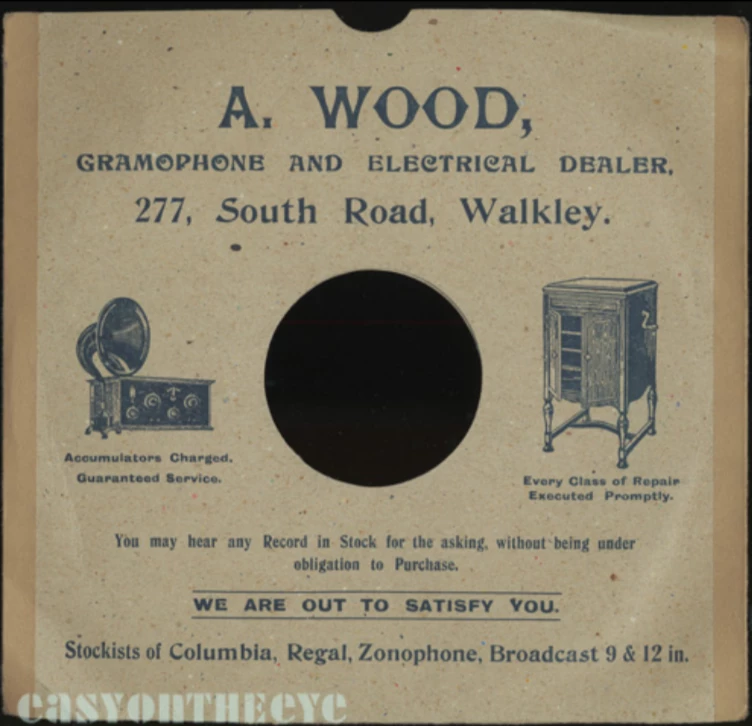 A. WOOD,
GRAMOPHONE AND ELECTRICAL DEALER,
277, South Road, Walkley.
Accumulators Charged.
Guaranteed Service.
Every Class of Repair
Executed Promptly.
You may hear any Record in Stock for the asking, without being under
obligation to Purchase.
WE ARE OUT TO SATISFY YOU.
Stockists of Columbia, Regal, Zonophone, Broadcast 9 & 12 in.
easyontheeye